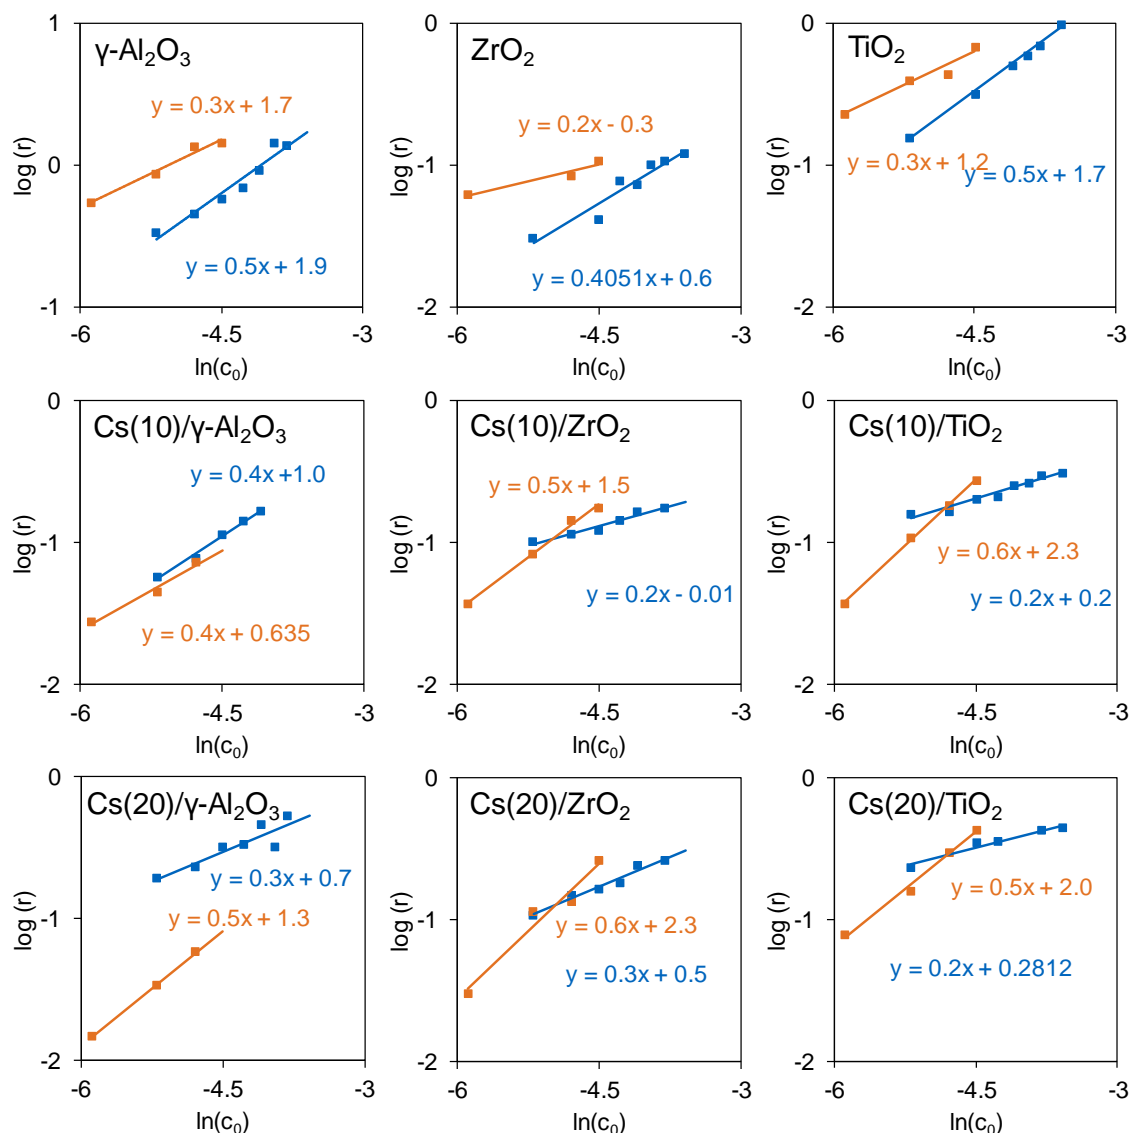 γ-Al₂O₃
y = 0.3x + 1.7
y = 0.5x + 1.9
log (r)
1
0
-1
-6
-4.5
-3
ln(c₀)
ZrO₂
y = 0.2x - 0.3
y = 0.4051x + 0.6
log (r)
-0
-1
-2
-6
-4.5
-3
ln(c₀)
TiO₂
y = 0.3x + 1.2
y = 0.5x + 1.7
log (r)
-0
-1
-2
-6
-4.5
-3
ln(c₀)
Cs(10)/γ-Al₂O₃
y = 0.4x +1.0
y = 0.4x + 0.635
log (r)
0
-1
-2
-6
-4.5
-3
ln(c₀)
Cs(10)/ZrO₂
y = 0.5x + 1.5
y = 0.2x - 0.01
log (r)
-0
-1
-2
-6
-4.5
-3
ln(c₀)
Cs(10)/TiO₂
y = 0.6x + 2.3
y = 0.2x + 0.2
log (r)
-0
-1
-2
-6
-4.5
-3
ln(c₀)
Cs(20)/γ-Al₂O₃
y = 0.3x + 0.7
y = 0.5x + 1.3
log (r)
0
-1
-2
-6
-4.5
-3
ln(c₀)
Cs(20)/ZrO₂
y = 0.6x + 2.3
y = 0.3x + 0.5
log (r)
0
-1
-2
-6
-4.5
-3
ln(c₀)
Cs(20)/TiO₂
y = 0.5x + 2.0
y = 0.2x + 0.2812
log (r)
-0
-1
-2
-6
-4.5
-3
ln(c₀)